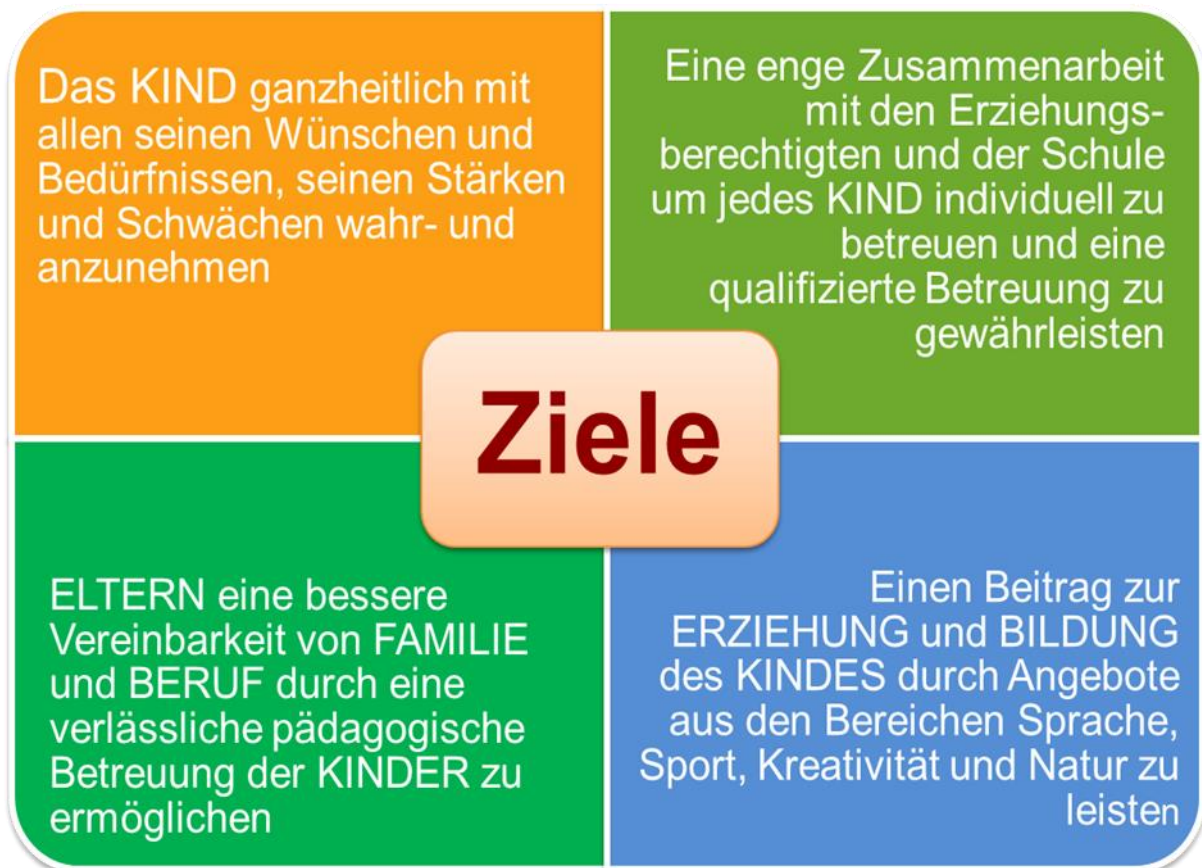 Das KIND ganzheitlich mit
allen seinen Wünschen und
Bedürfnissen, seinen Stärken
und Schwächen wahr- und
anzunehmen
Eine enge Zusammenarbeit
mit den Erziehungs-
berechtigten und der Schule
um jedes KIND individuell zu
betreuen und eine
qualifizierte Betreuung zu
gewährleisten
Ziele
ELTERN eine bessere
Vereinbarkeit von FAMILIE
und BERUF durch eine
verlässliche pädagogische
Betreuung der KINDER zu
ermöglichen
Einen Beitrag zur
ERZIEHUNG und BILDUNG
des KINDES durch Angebote
aus den Bereichen Sprache,
Sport, Kreativität und Natur zu
leisten